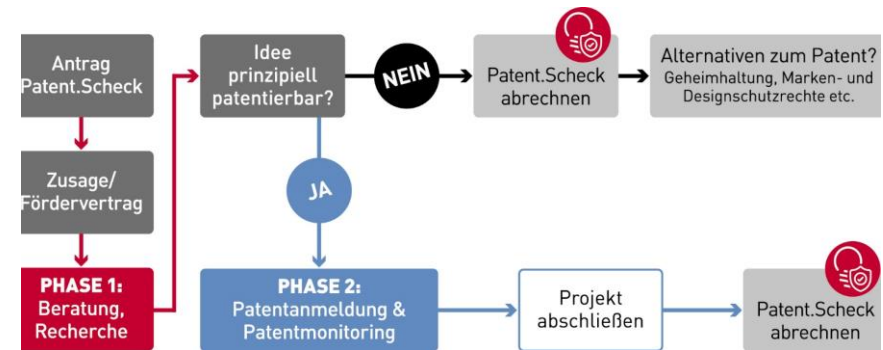 Antrag
Patent.Scheck
Zusage/
Fördervertrag
PHASE 1:
Beratung,
Recherche
Idee
prinzipiell
patentierbar?
NEIN
Patent.Scheck
abrechnen
Alternativen zum Patent?
Geheimhaltung, Marken- und
Designschutzrechte etc.
JA
PHASE 2:
Patentanmeldung &
Patentmonitoring
Projekt
abschließen
Patent.Scheck
abrechnen